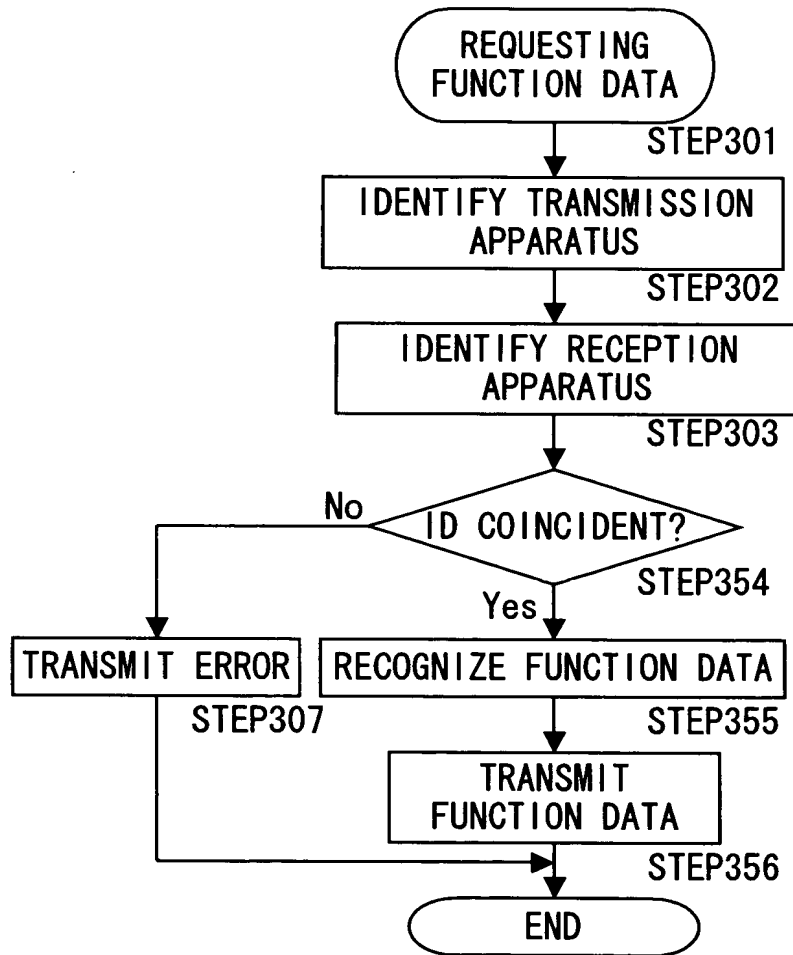 REQUESTING
FUNCTION DATA
STEP301
IDENTIFY TRANSMISSION
APPARATUS
STEP302
IDENTIFY RECEPTION
APPARATUS
STEP303
No
ID COINCIDENT?
STEP354
Yes
TRANSMIT ERROR
RECOGNIZE FUNCTION DATA
STEP307
STEP355
TRANSMIT
FUNCTION DATA
STEP356
END